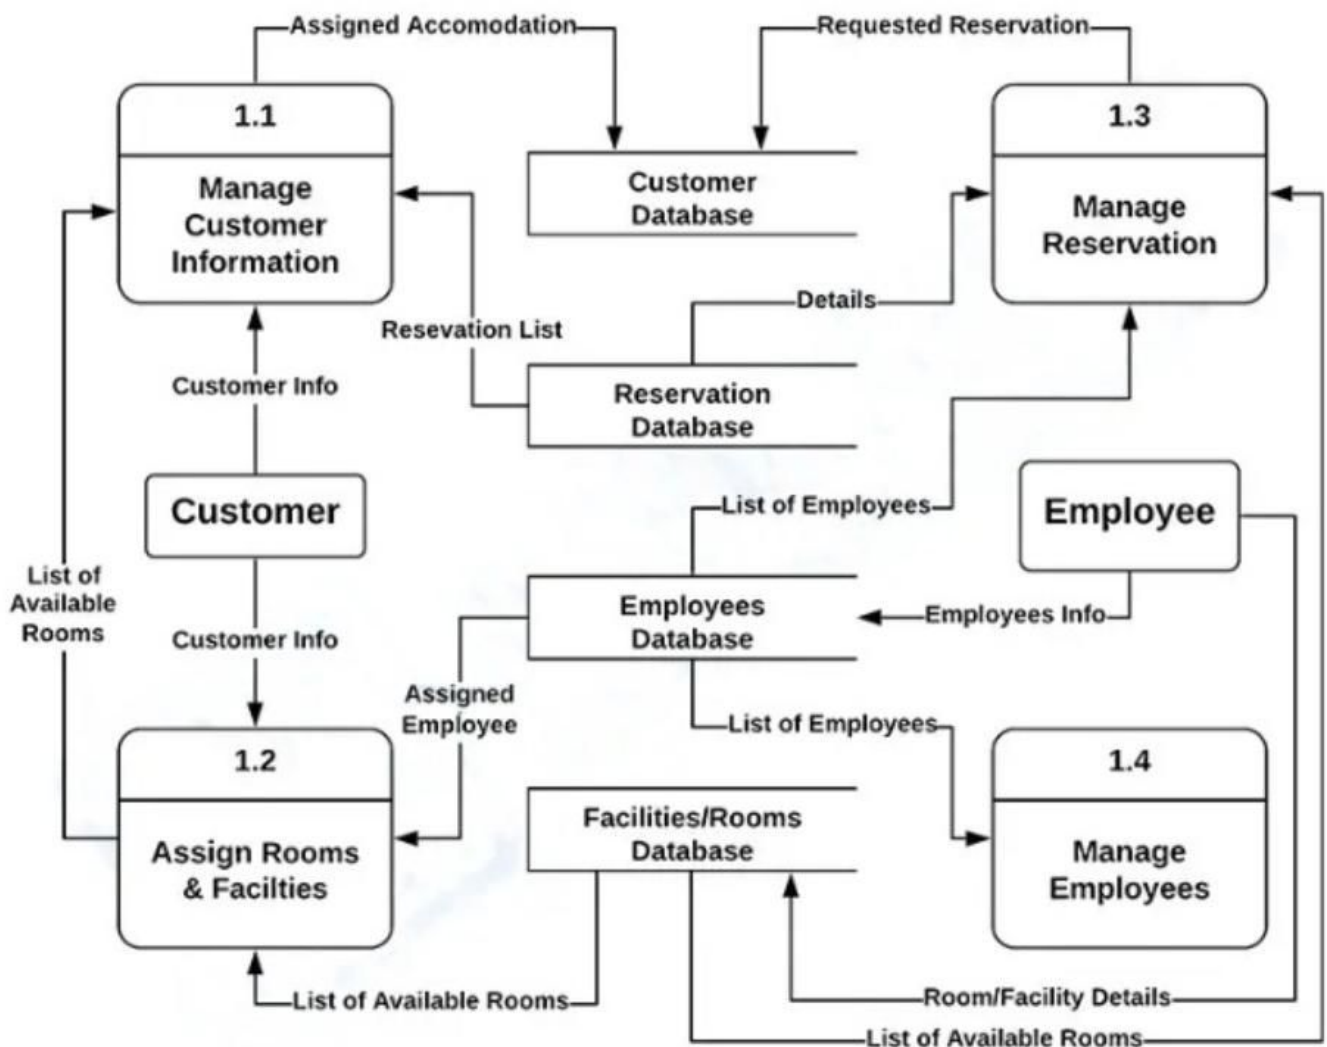 Assigned Accomodation
Requested Reservation
1.1
Manage
Customer
Information
Customer
Database
1.3
Manage
Reservation
Details
Resevation List
Customer Info
Reservation
Database
Customer
List of Employees
Employee
List of
Available
Rooms
Customer Info
Employees
Database
Employees Info
Assigned
Employee
List of Employees
1.2
Assign Rooms
& Facilties
Facilities/Rooms
Database
1.4
Manage
Employees
List of Available Rooms
Room/Facility Details
List of Available Rooms